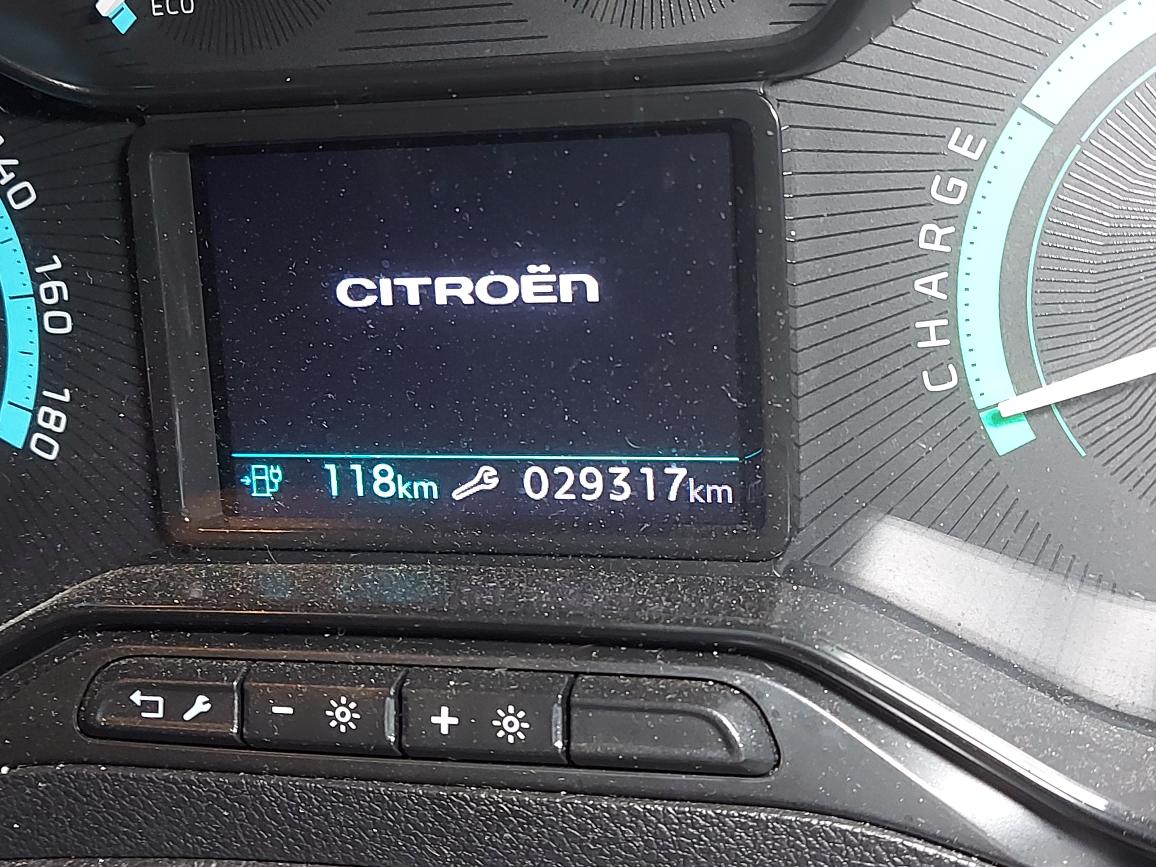 ECO
140
160
180
CHARGE
CITROËN
118km 029317km